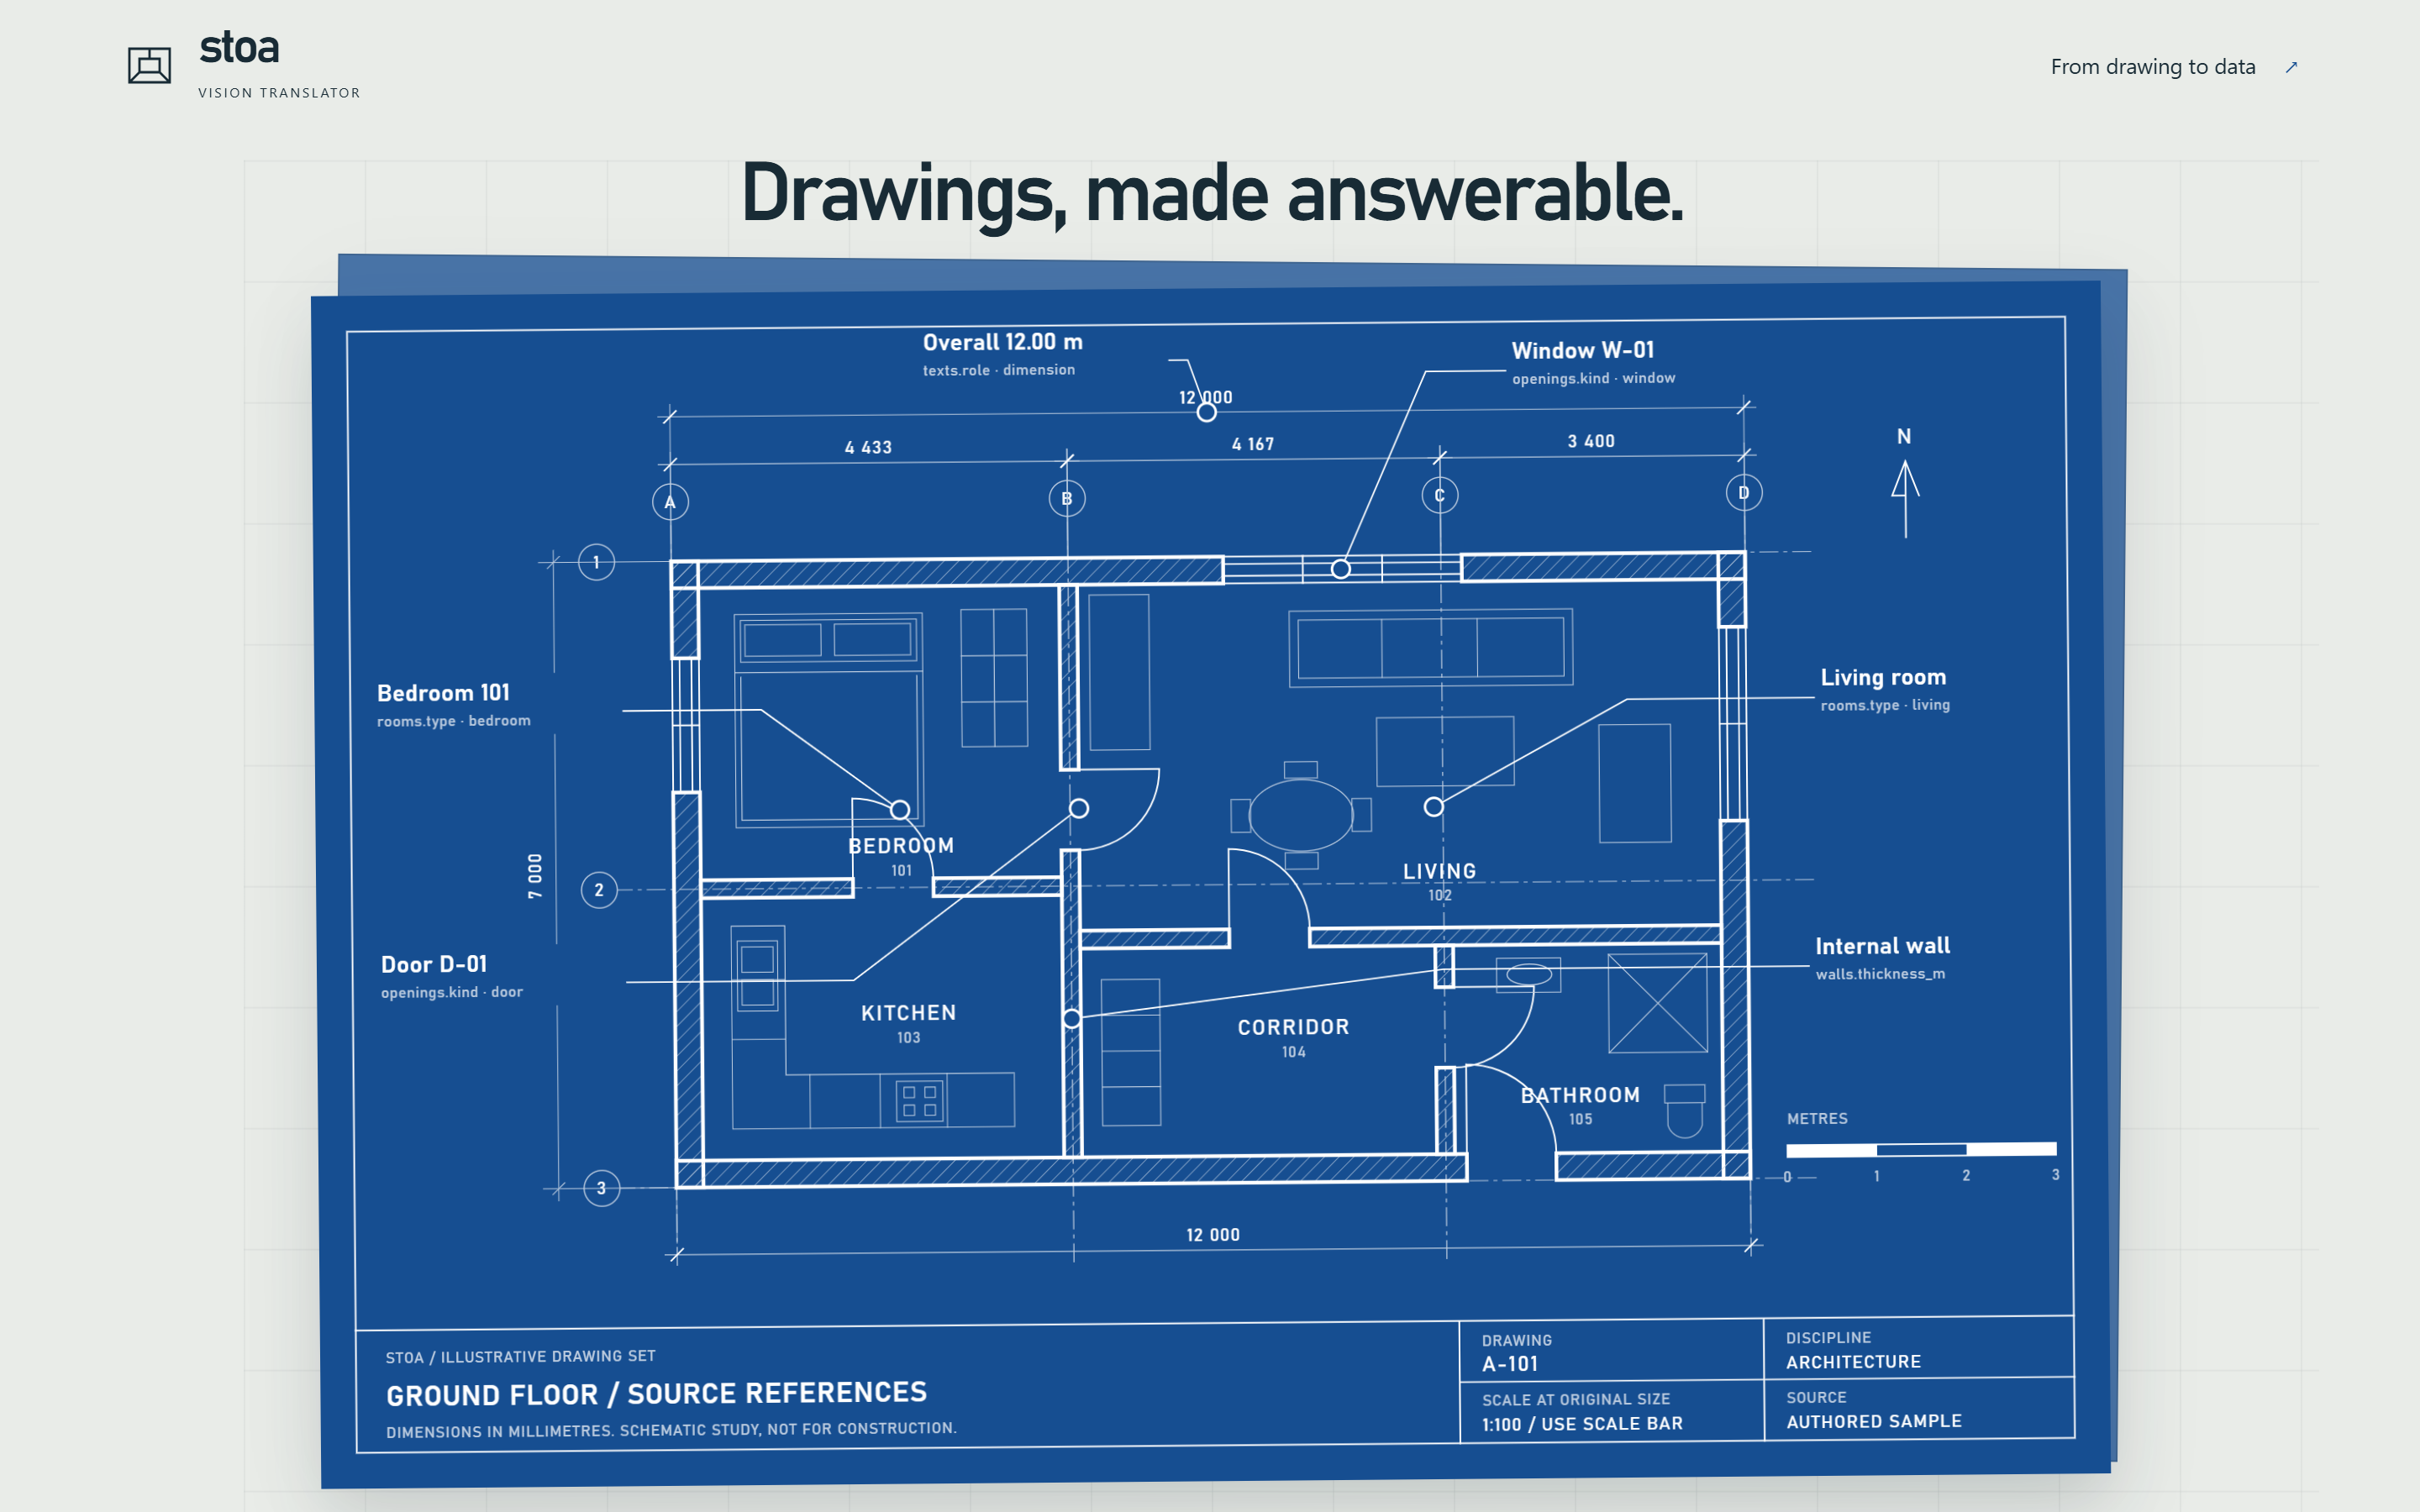 stoa
VISION TRANSLATOR
From drawing to data ↗
Drawings, made answerable.
Overall 12.00 m
texts.role · dimension
Window W-01
openings.kind · window
12 000
4 433
4 167
3 400
N
A
B
C
D
1
Bedroom 101
rooms.type · bedroom
Living room
rooms.type · living
BEDROOM
101
LIVING
102
7 000
2
Door D-01
openings.kind · door
Internal wall
walls.thickness_m
KITCHEN
103
CORRIDOR
104
BATHROOM
105
METRES
0 1 2 3
3
12 000
STOA / ILLUSTRATIVE DRAWING SET
GROUND FLOOR / SOURCE REFERENCES
DIMENSIONS IN MILLIMETRES. SCHEMATIC STUDY, NOT FOR CONSTRUCTION.
DRAWING
A-101
DISCIPLINE
ARCHITECTURE
SCALE AT ORIGINAL SIZE
1:100 / USE SCALE BAR
SOURCE
AUTHORED SAMPLE